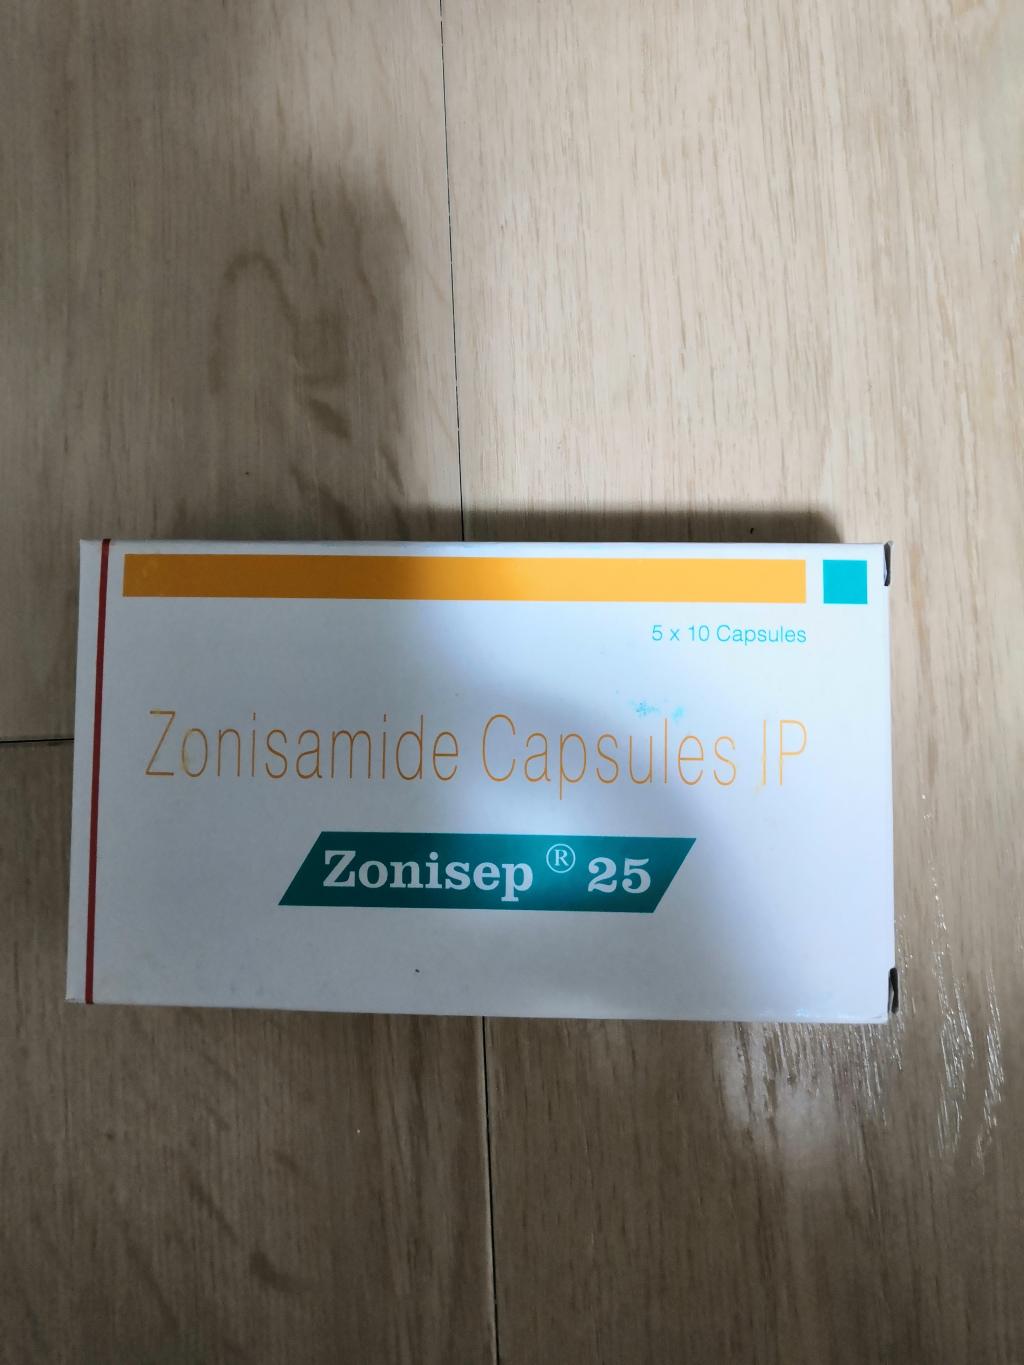 5 x 10 Capsules
Zonisamide Capsules IP
Zonisep ® 25